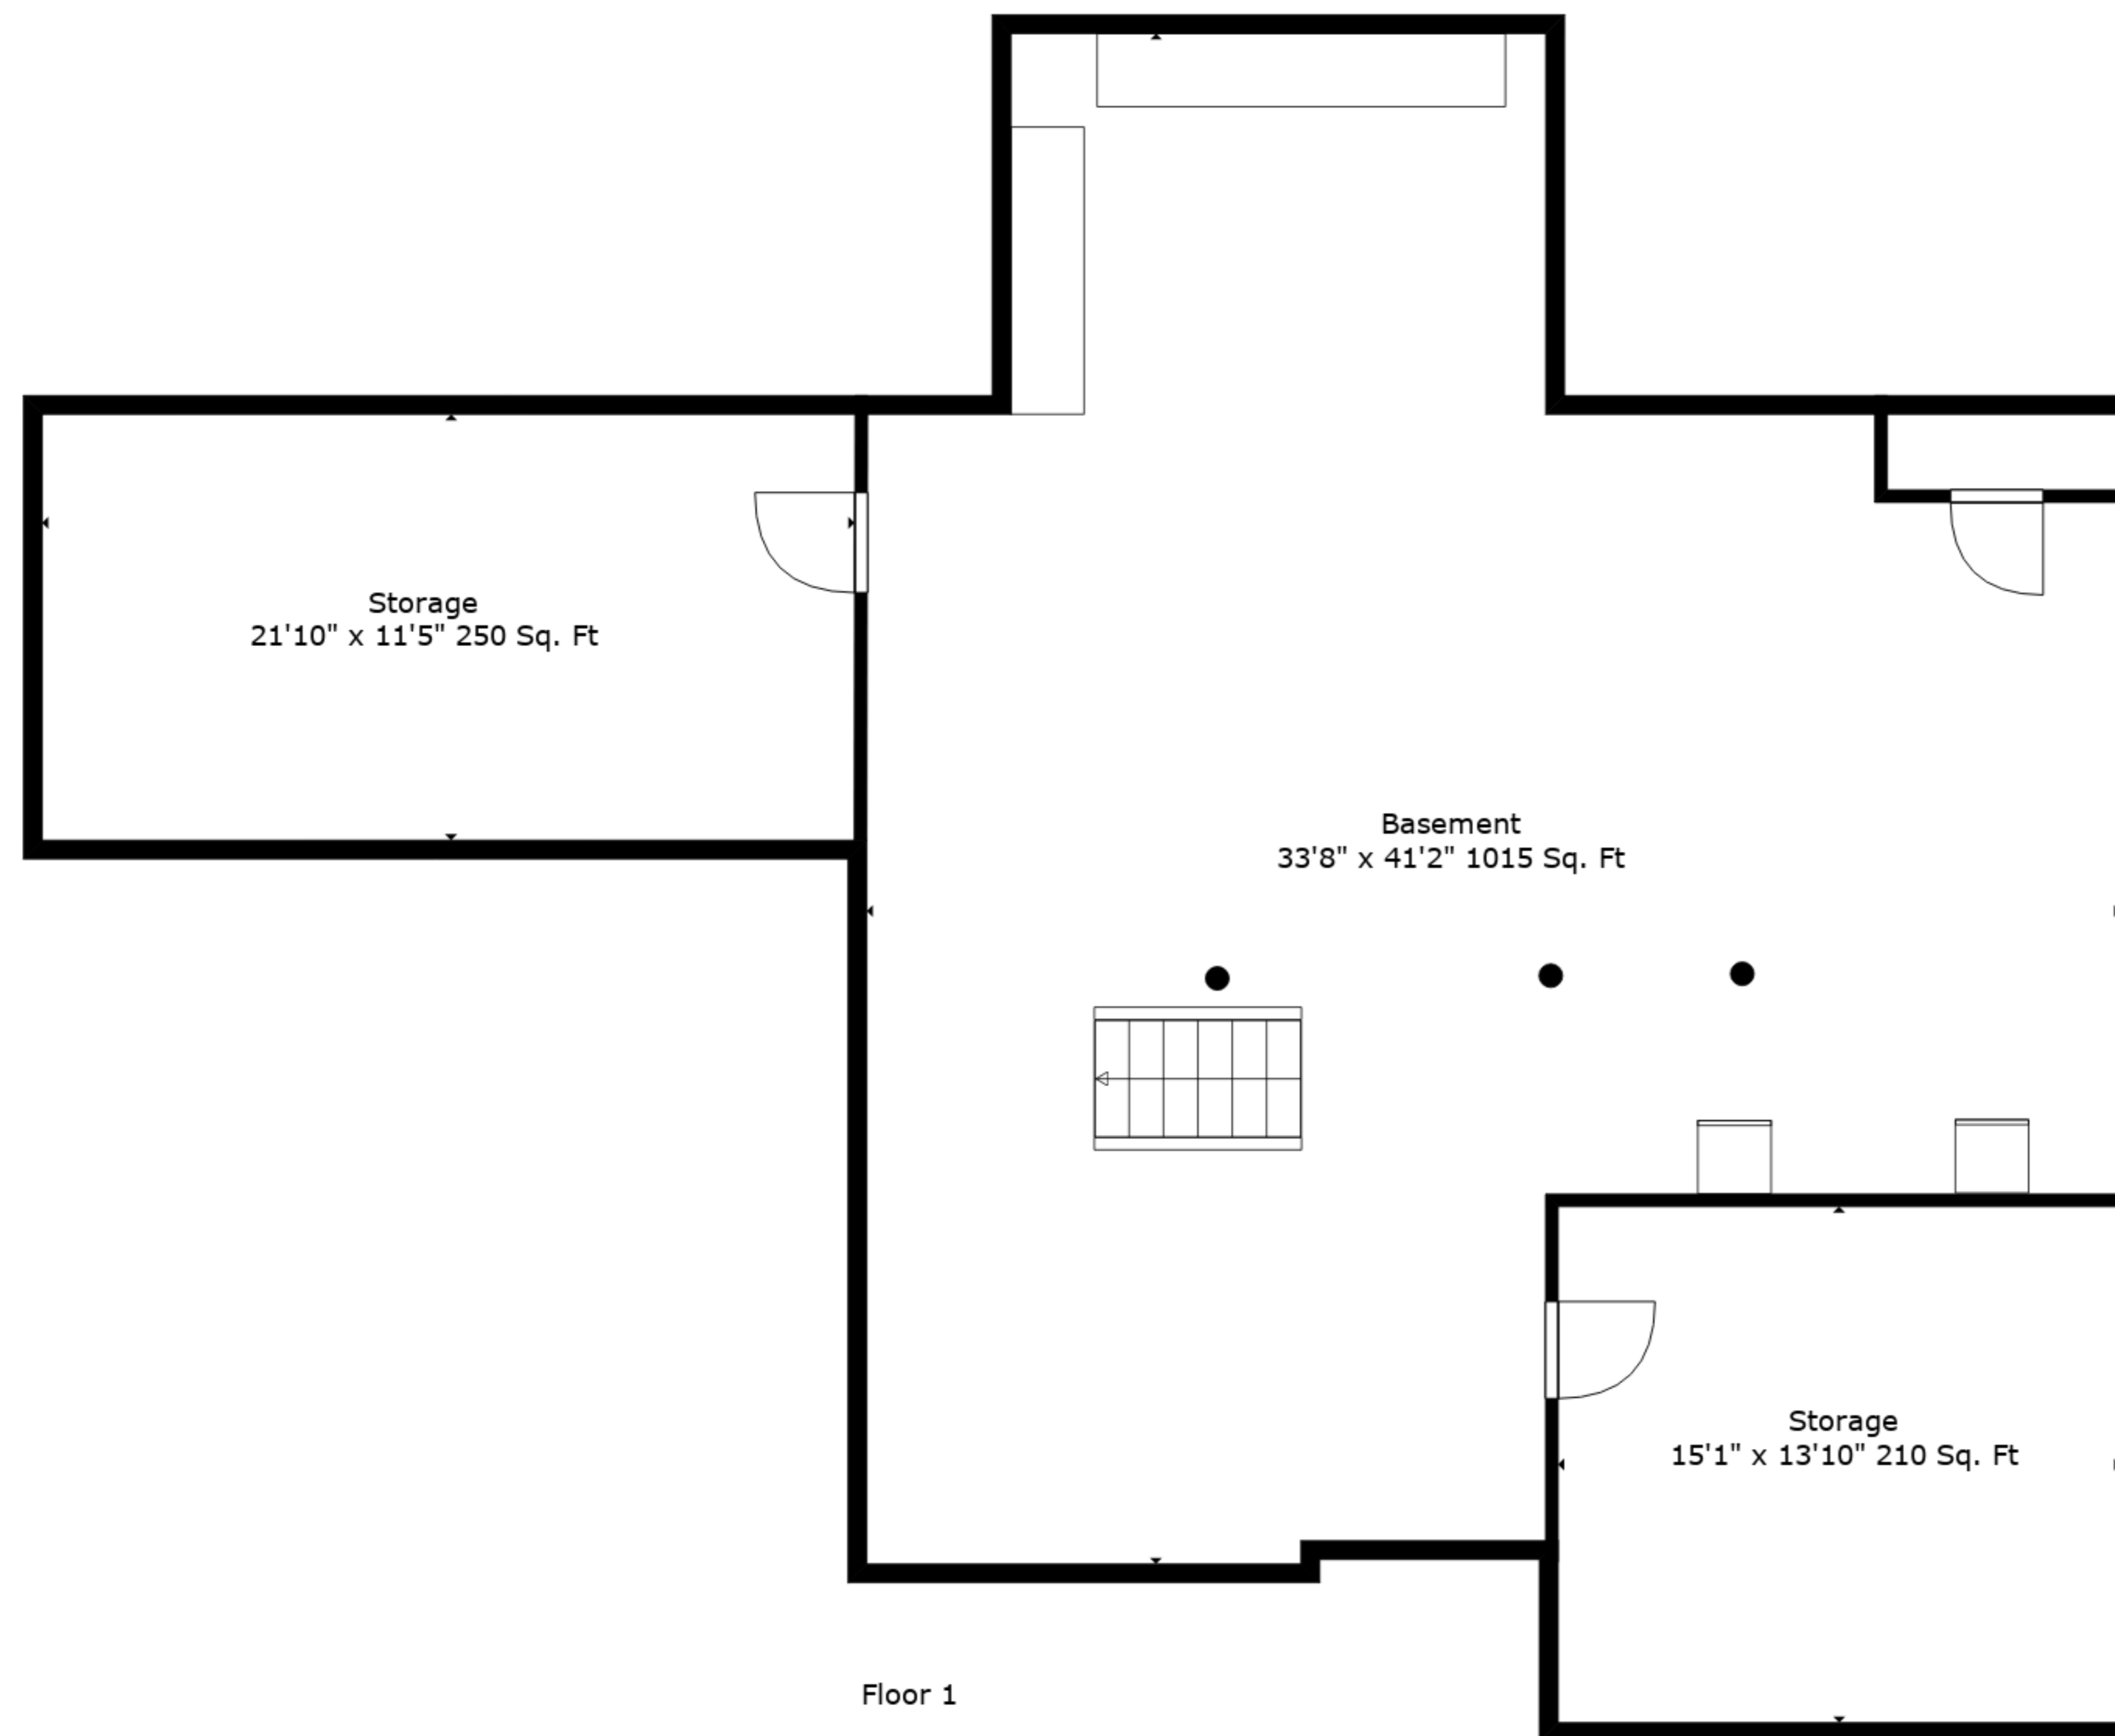 Storage
21'10" x 11'5" 250 Sq. Ft
Basement
33'8" x 41'2" 1015 Sq. Ft
Storage
15'1" x 13'10" 210 Sq. Ft
Floor 1